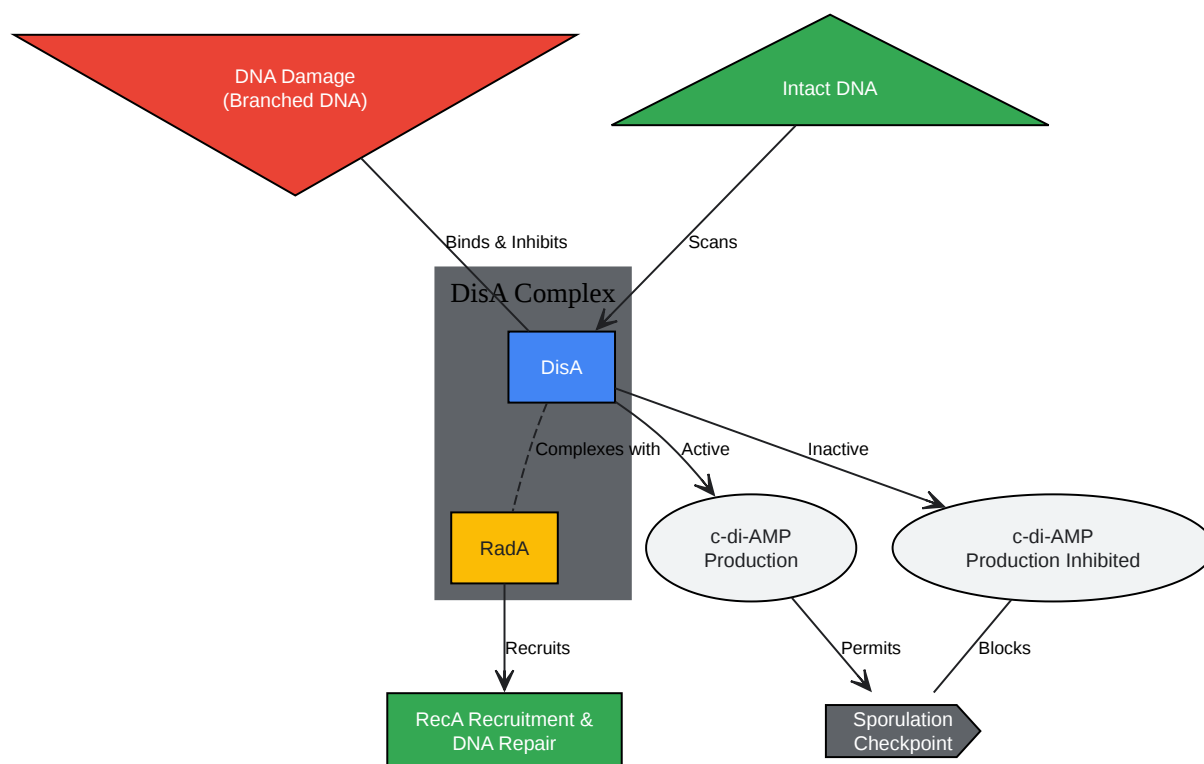 DNA Damage
(Branched DNA)
Intact DNA
Binds & Inhibits
Scans
DisA Complex
DisA
Complexes with
Active
Inactive
RadA
c-di-AMP
Production
c-di-AMP
Production Inhibited
Recruits
Permits
Blocks
RecA Recruitment &
DNA Repair
Sporulation
Checkpoint